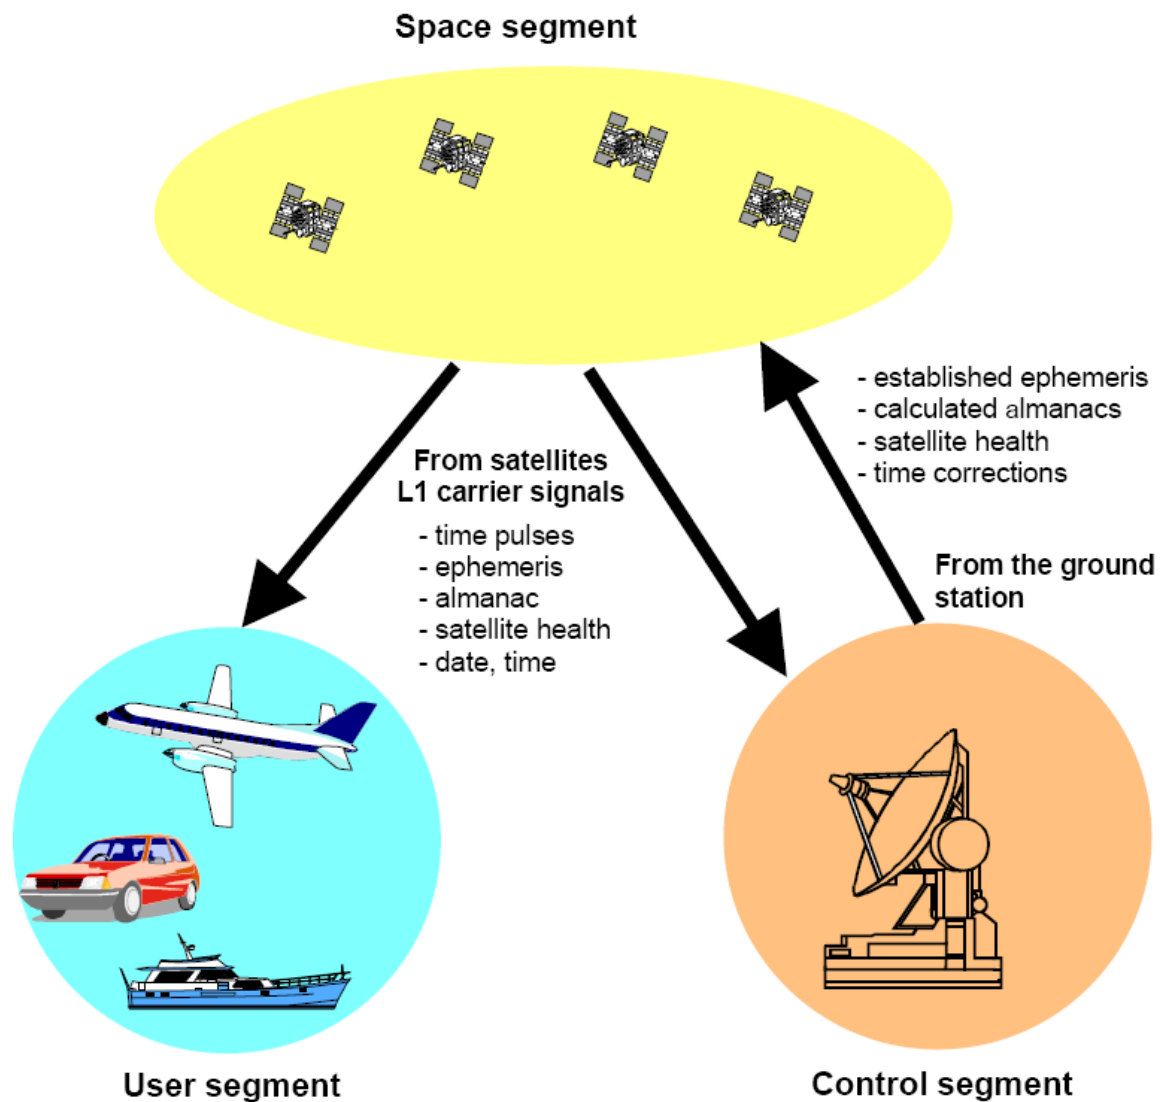 Space segment
- established ephemeris
- calculated almanacs
- satellite health
- time corrections
From satellites
L1 carrier signals
- time pulses
- ephemeris
- almanac
- satellite health
- date, time
From the ground
station
User segment
Control segment